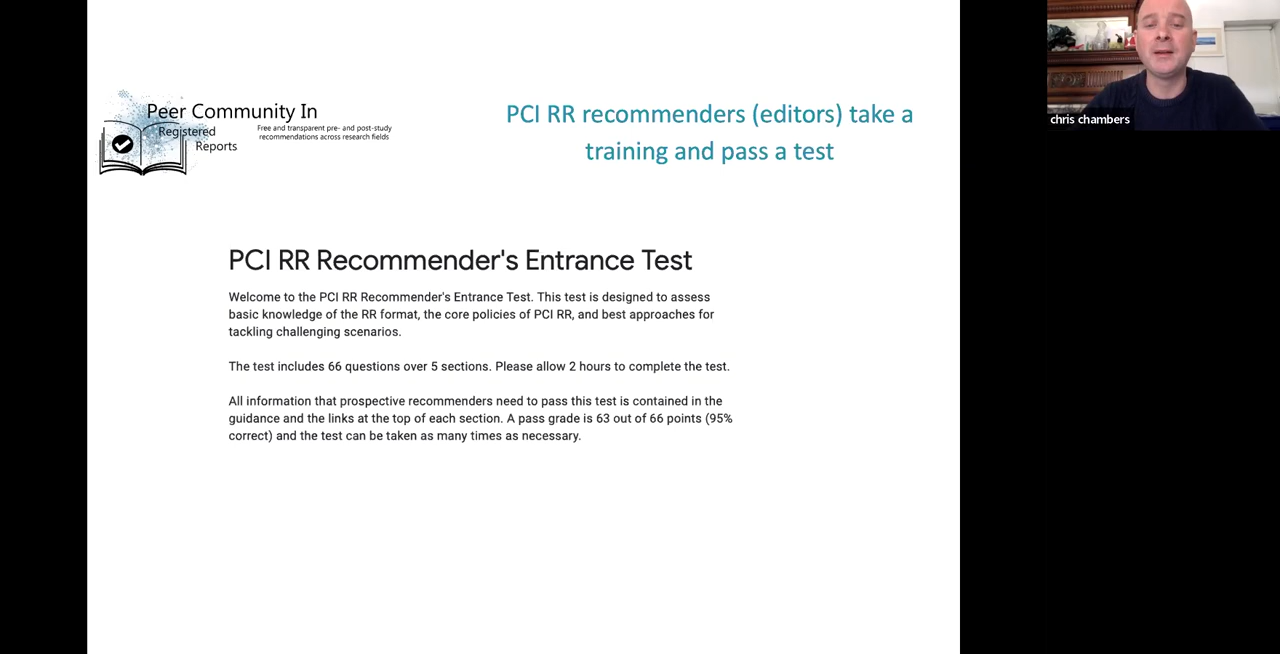 Peer Community In
Registered
Reports
Free and transparent pre- and post-study
recommendations across research fields
PCI RR recommenders (editors) take a
training and pass a test
chris chambers
PCI RR Recommender's Entrance Test
Welcome to the PCI RR Recommender's Entrance Test. This test is designed to assess
basic knowledge of the RR format, the core policies of PCI RR, and best approaches for
tackling challenging scenarios.
The test includes 66 questions over 5 sections. Please allow 2 hours to complete the test.
All information that prospective recommenders need to pass this test is contained in the
guidance and the links at the top of each section. A pass grade is 63 out of 66 points (95%
correct) and the test can be taken as many times as necessary.